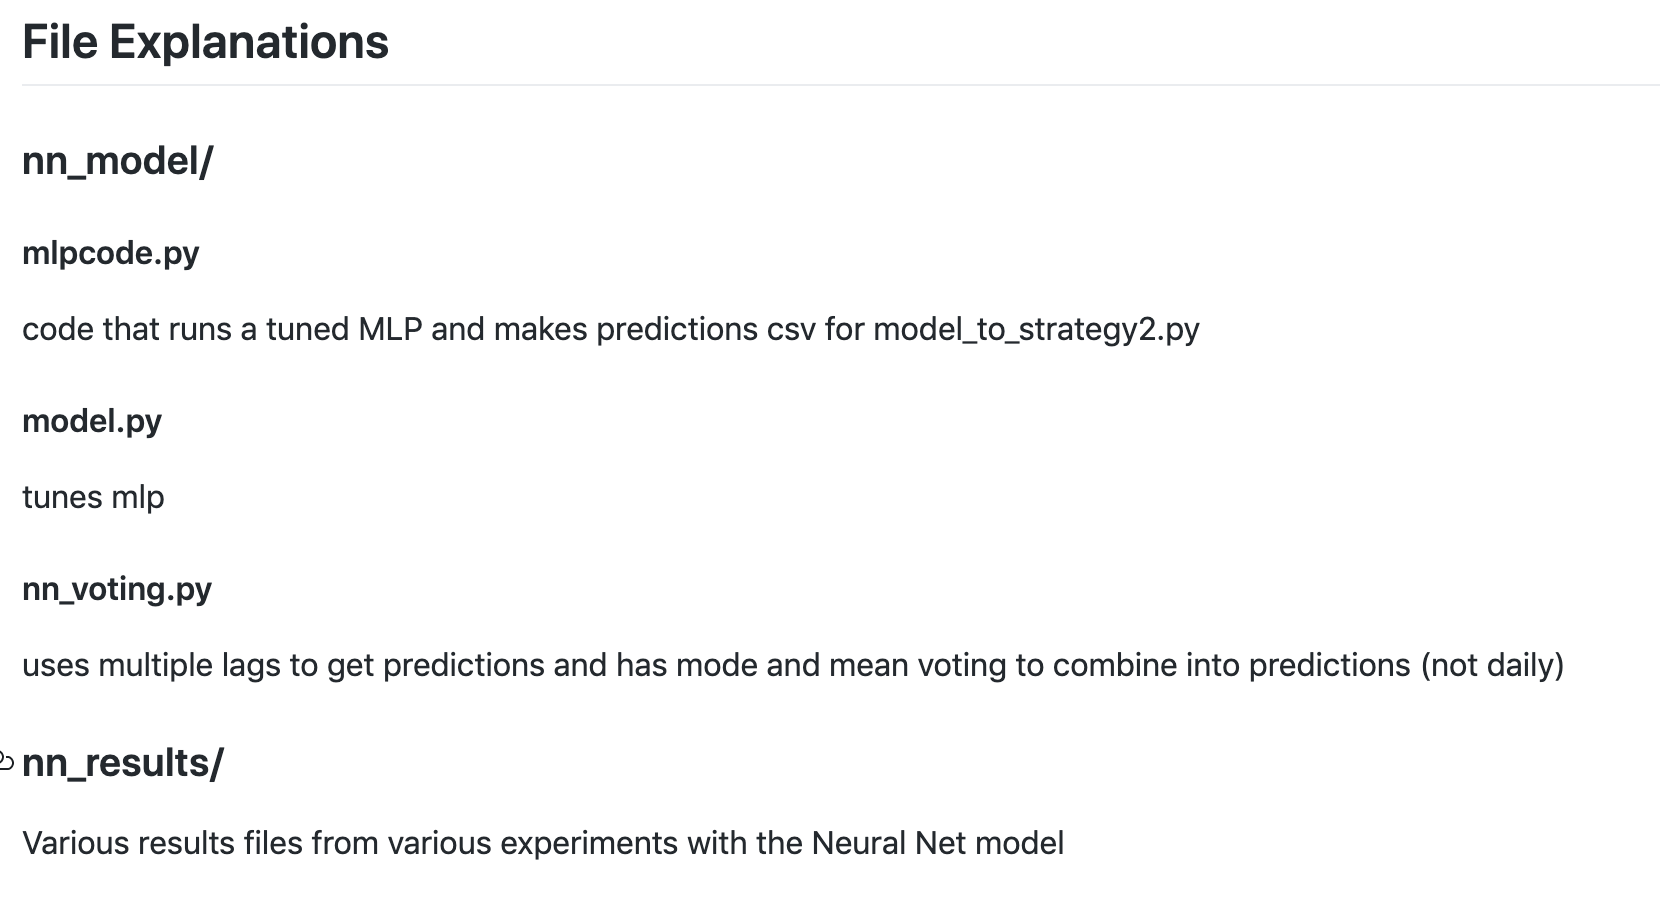 File Explanations
nn_model/
mlpcode.py
code that runs a tuned MLP and makes predictions csv for model_to_strategy2.py
model.py
tunes mlp
nn_voting.py
uses multiple lags to get predictions and has mode and mean voting to combine into predictions (not daily)
nn_results/
Various results files from various experiments with the Neural Net model